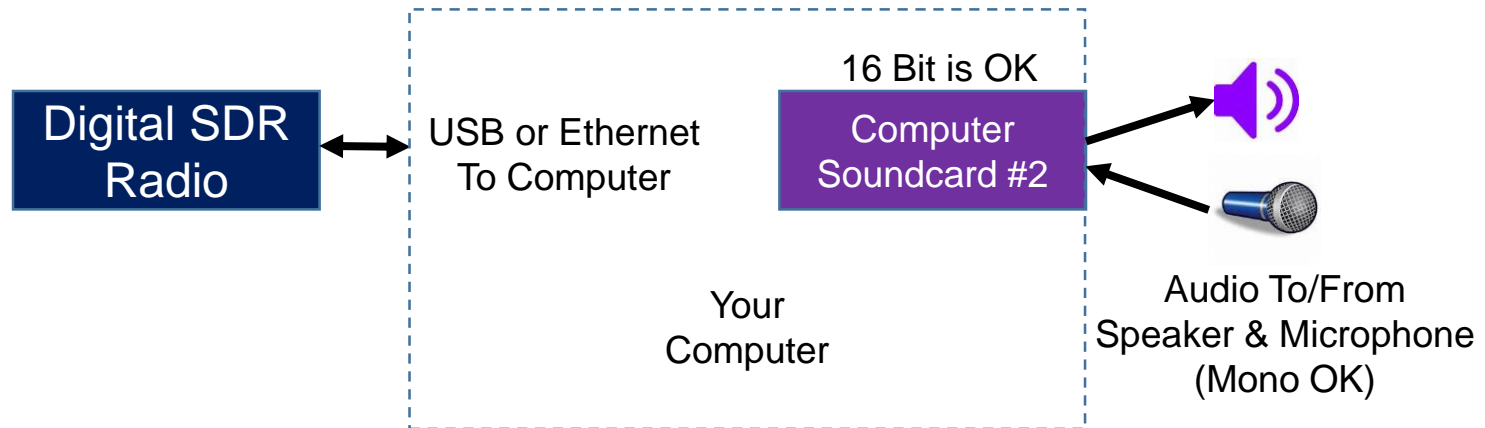 Digital SDR
Radio
USB or Ethernet
To Computer
16 Bit is OK
Computer
Soundcard #2
Your
Computer
Audio To/From
Speaker & Microphone
(Mono OK)